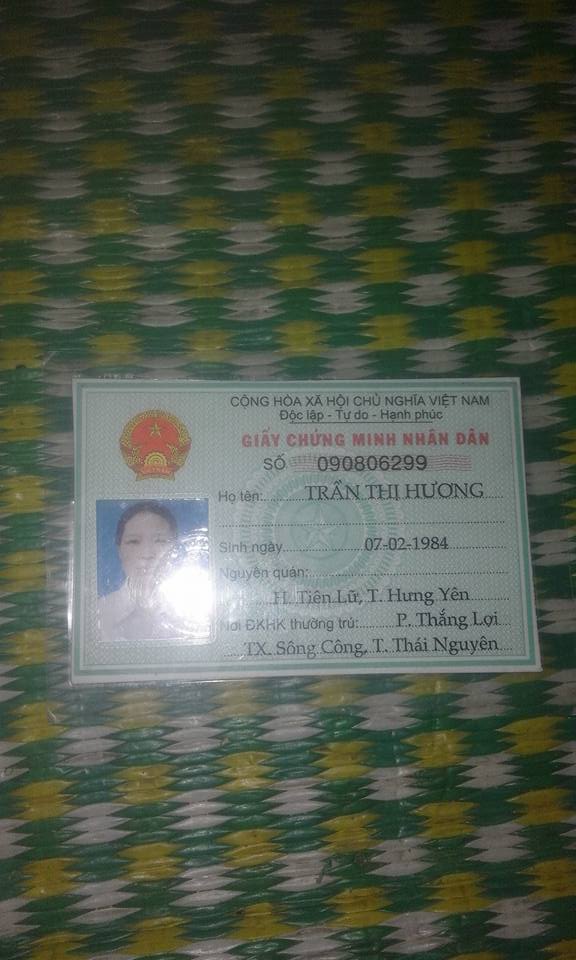 CỘNG HÒA XÃ HỘI CHỦ NGHĨA VIỆT NAM
Độc lập - Tự do - Hạnh phúc
GIẤY CHỨNG MINH NHÂN DÂN
SỐ 090806299
Họ tên: TRẦN THỊ HƯƠNG
Sinh ngày 07-02-1984
Nguyên quán:
H. Tiên Lữ, T. Hưng Yên
Nơi ĐKHK thường trú: P. Thắng Lợi
TX. Sông Công, T. Thái Nguyên
VIỆT NAM